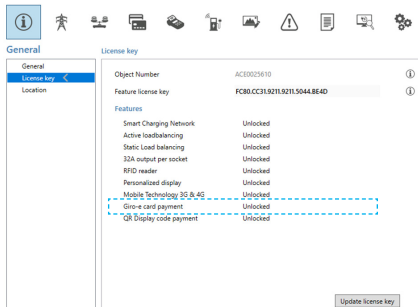 General
License key
General
License key
Location
Object Number ACE0025610
Feature license key FC80.CC31.9211.9211.5044.BE4D
Features
Smart Charging Network Unlocked
Active loadbalancing Unlocked
Static Load balancing Unlocked
32A output per socket Unlocked
RFID reader Unlocked
Personalized display Unlocked
Mobile Technology 3G & 4G Unlocked
Giro-e card payment Unlocked
QR Display code payment Unlocked
Update license key